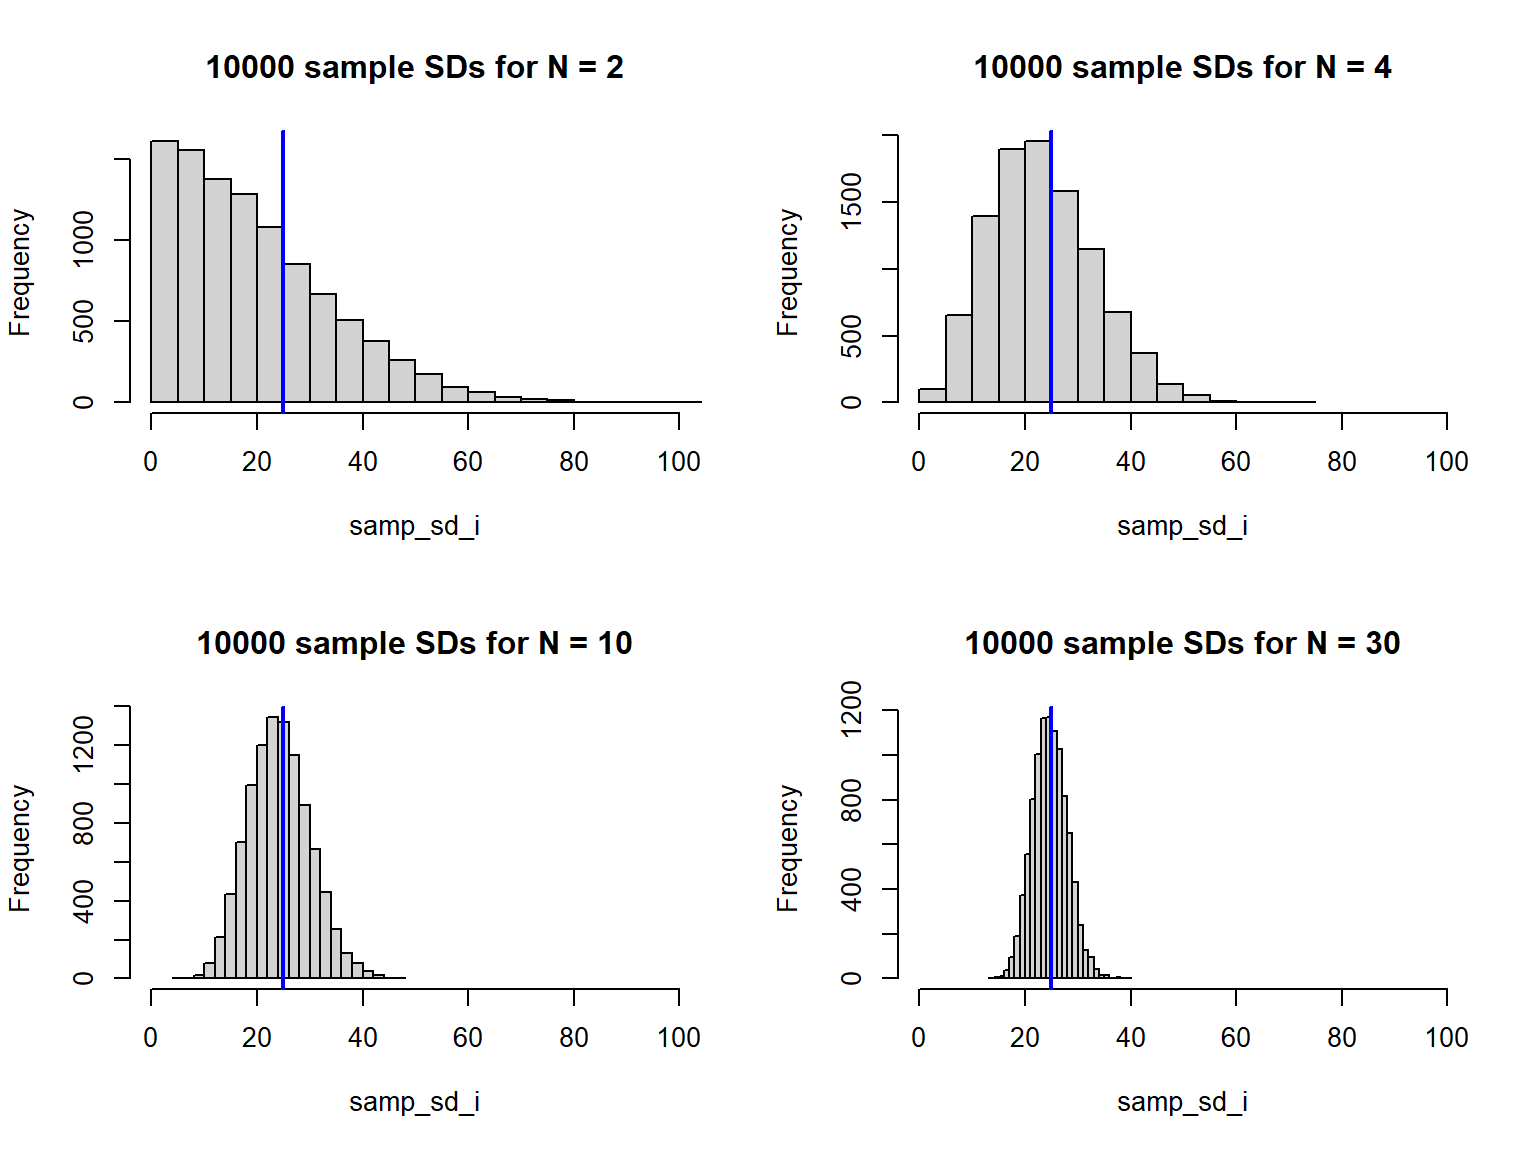 10000 sample SDs for N = 2
Frequency
0 500 1000
0 20 40 60 80 100
samp_sd_i
10000 sample SDs for N = 4
Frequency
0 500 1500
0 20 40 60 80 100
samp_sd_i
10000 sample SDs for N = 10
Frequency
0 400 800 1200
0 20 40 60 80 100
samp_sd_i
10000 sample SDs for N = 30
Frequency
0 400 800 1200
0 20 40 60 80 100
samp_sd_i